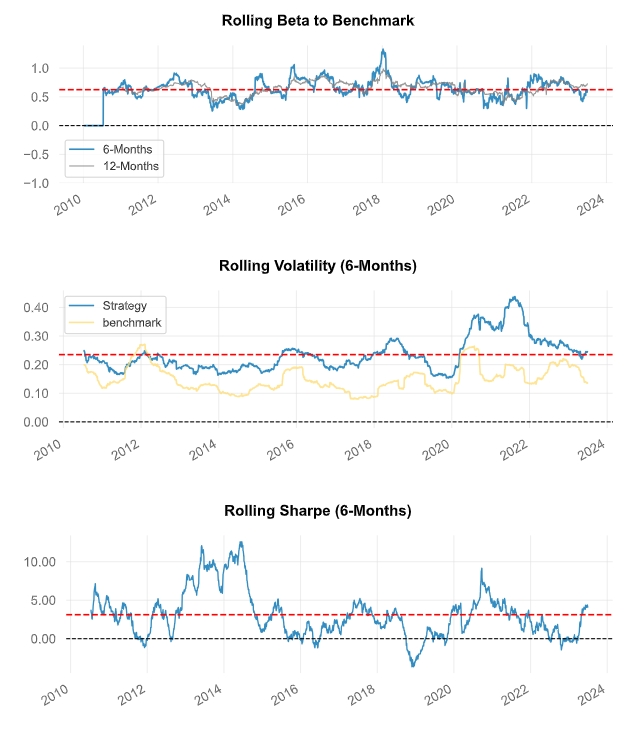 Rolling Beta to Benchmark
1.0
0.5
0.0
−0.5
−1.0
6-Months
12-Months
2010 2012 2014 2016 2018 2020 2022 2024
Rolling Volatility (6-Months)
0.40
0.30
0.20
0.10
0.00
Strategy
benchmark
2010 2012 2014 2016 2018 2020 2022 2024
Rolling Sharpe (6-Months)
10.00
5.00
0.00
2010 2012 2014 2016 2018 2020 2022 2024